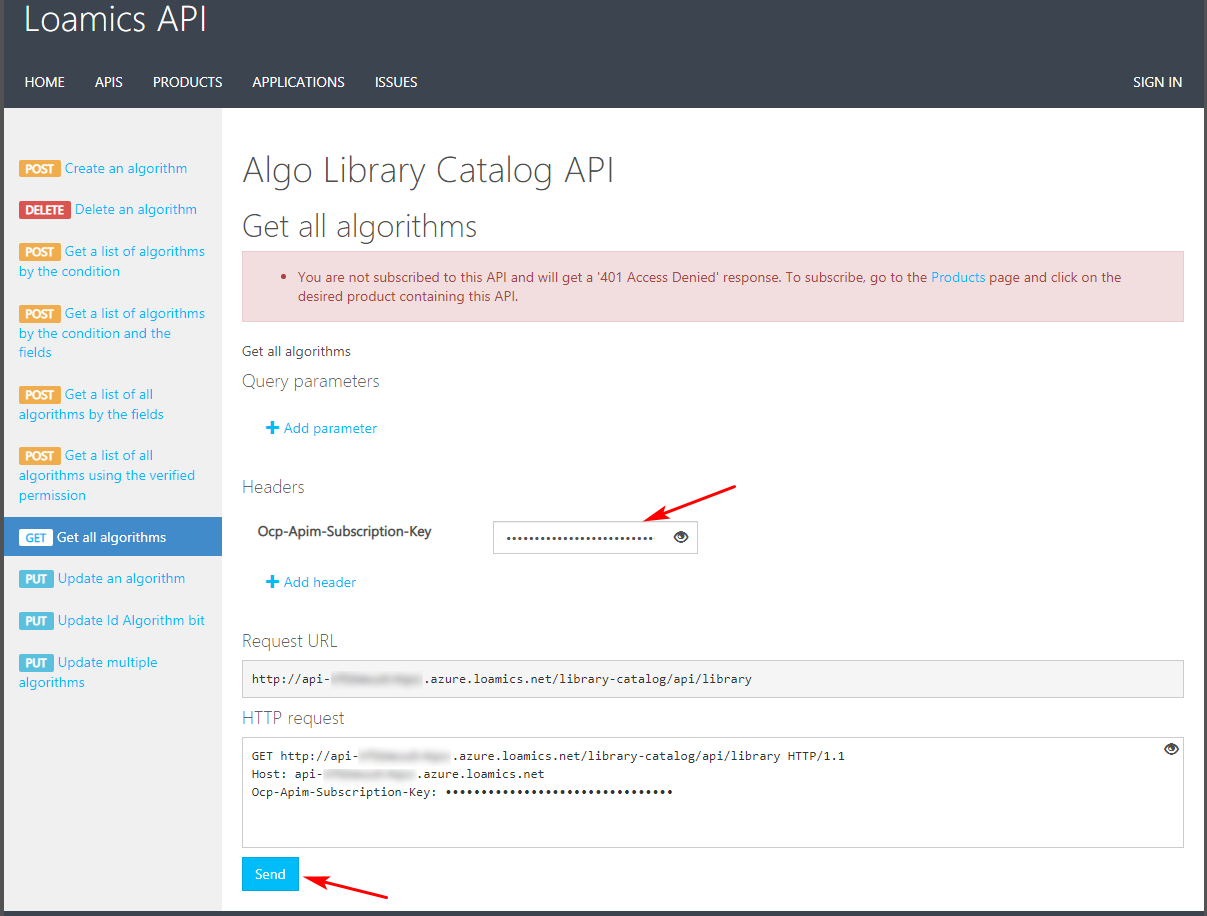 Loamics API
HOME APIS PRODUCTS APPLICATIONS ISSUES SIGN IN
POST Create an algorithm
DELETE Delete an algorithm
POST Get a list of algorithms
by the condition
POST Get a list of algorithms
by the condition and the
fields
POST Get a list of all
algorithms by the fields
POST Get a list of all
algorithms using the verified
permission
GET Get all algorithms
PUT Update an algorithm
PUT Update Id Algorithm bit
PUT Update multiple
algorithms
Algo Library Catalog API
Get all algorithms
• You are not subscribed to this API and will get a '401 Access Denied' response. To subscribe, go to the Products page and click on the
desired product containing this API.
Get all algorithms
Query parameters
+ Add parameter
Headers
Ocp-Apim-Subscription-Key ••••••••••••••••••••••••••
+ Add header
Request URL
http://api- .azure.loamics.net/library-catalog/api/library
HTTP request
GET http://api- .azure.loamics.net/library-catalog/api/library HTTP/1.1
Host: api- .azure.loamics.net
Ocp-Apim-Subscription-Key: ••••••••••••••••••••••••••••••••
Send